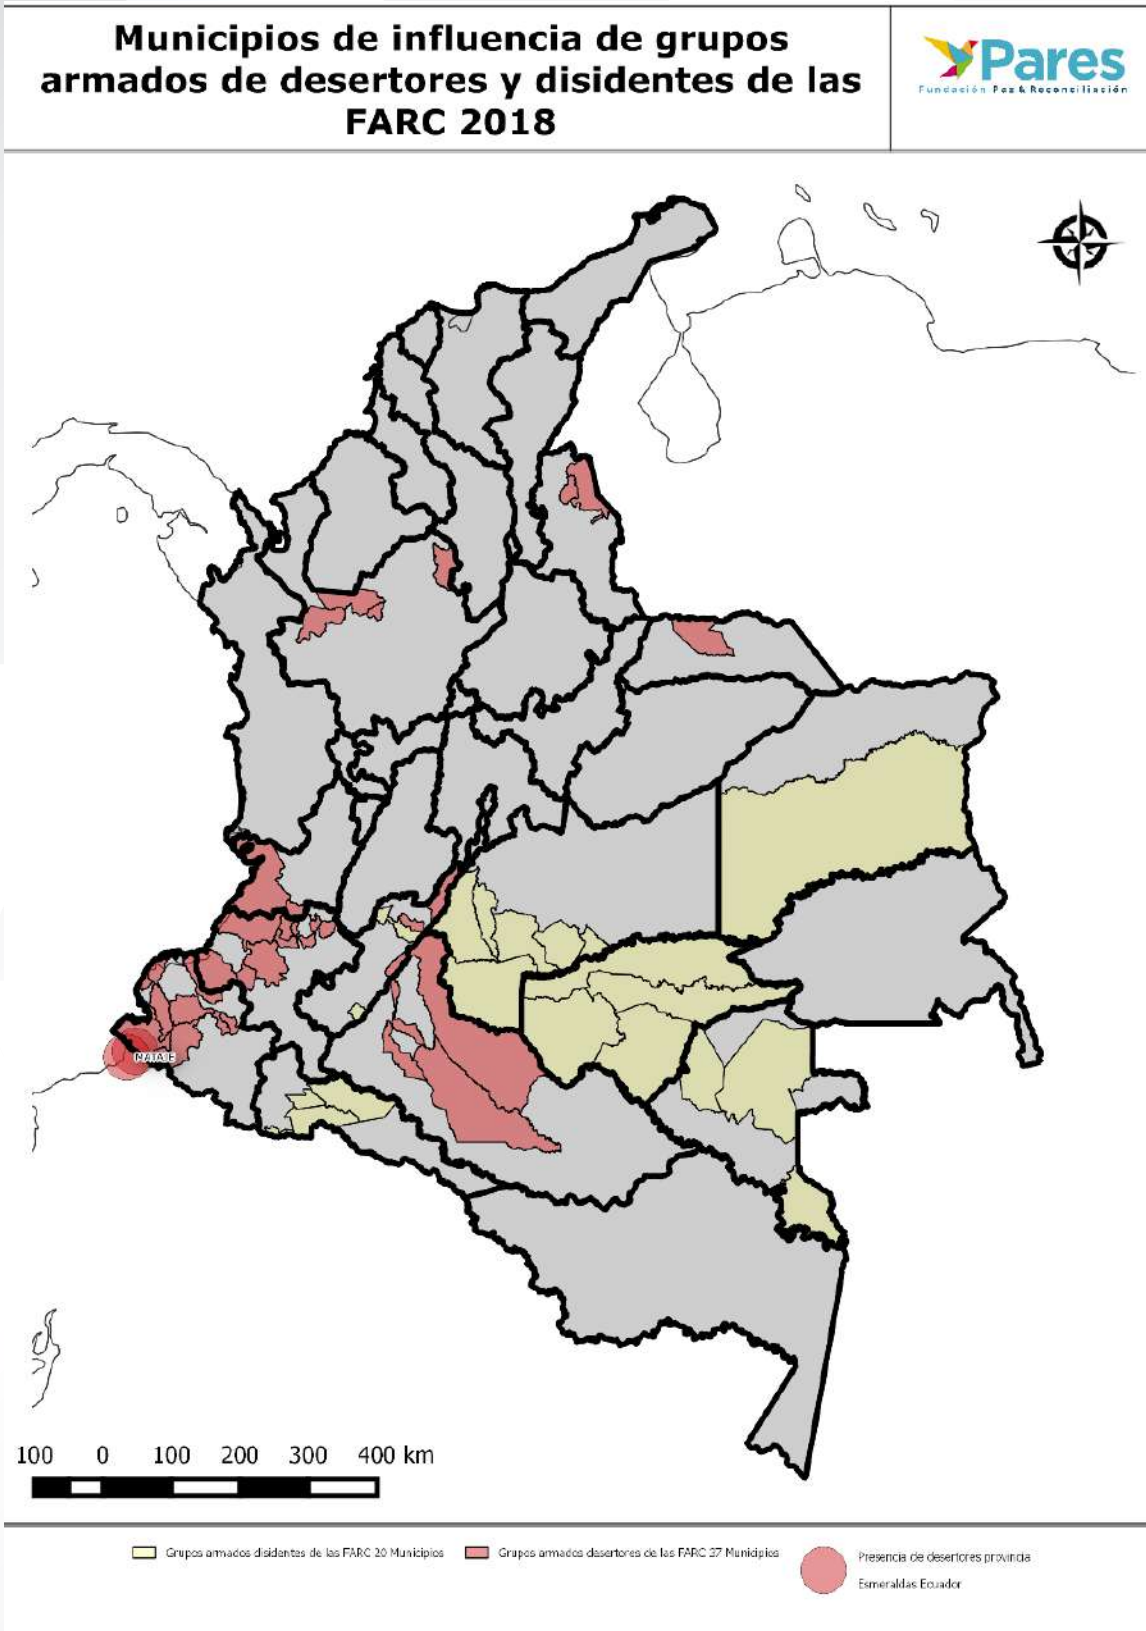 Municipios de influencia de grupos
armados de desertores y disidentes de las
FARC 2018
Pares
Fundación Paz & Reconciliación
MATAJE
100 0 100 200 300 400 km
Grupos armados disidentes de las FARC 20 Municipios
Grupos armados desertores de las FARC 37 Municipios
Presencia de desertores provincia
Esmeraldas Ecuador